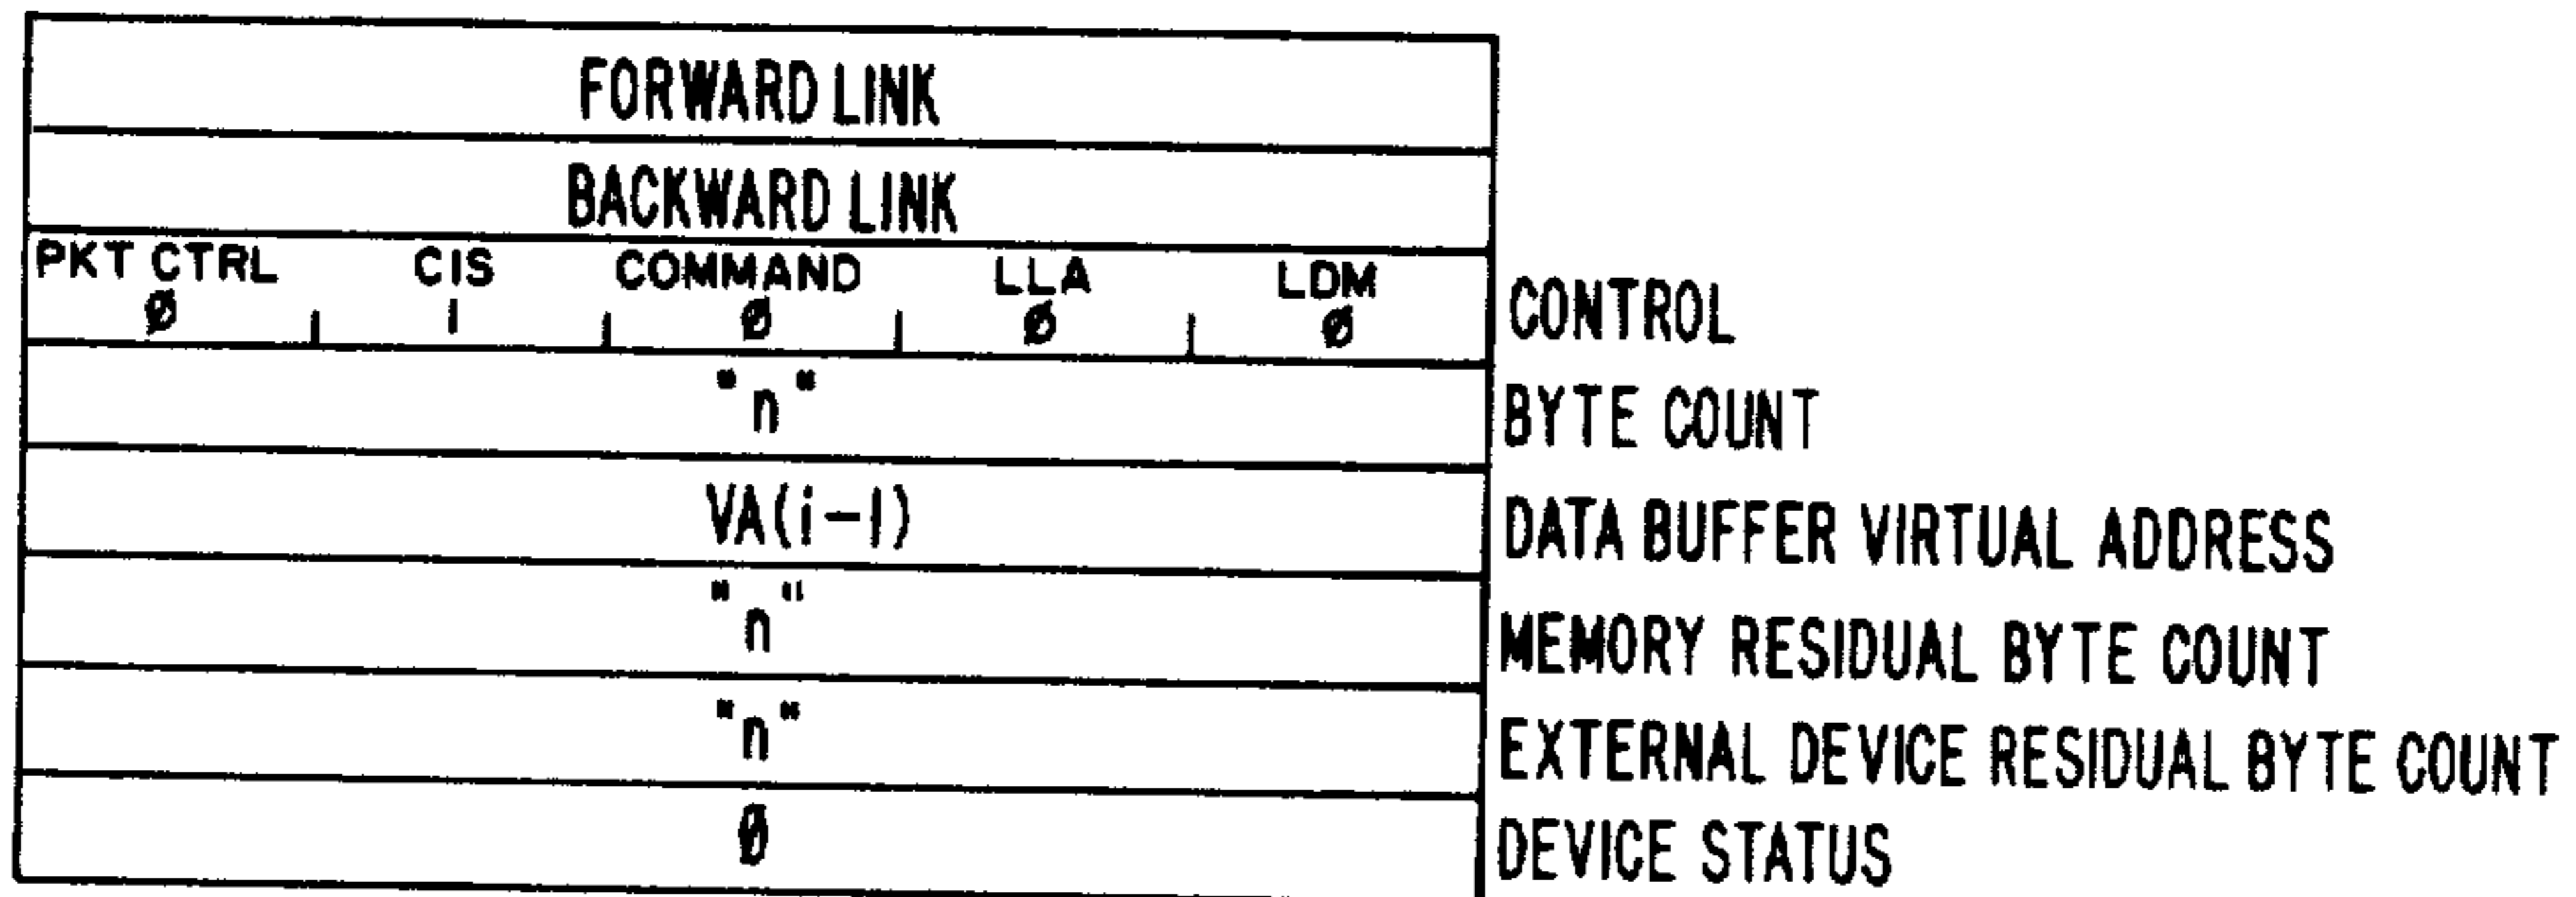 FORWARD LINK
BACKWARD LINK
PKT CTRL CIS COMMAND LLA LDM
Ø 1 Ø Ø Ø CONTROL
"n" BYTE COUNT
VA(i-1) DATA BUFFER VIRTUAL ADDRESS
"n" MEMORY RESIDUAL BYTE COUNT
"n" EXTERNAL DEVICE RESIDUAL BYTE COUNT
Ø DEVICE STATUS